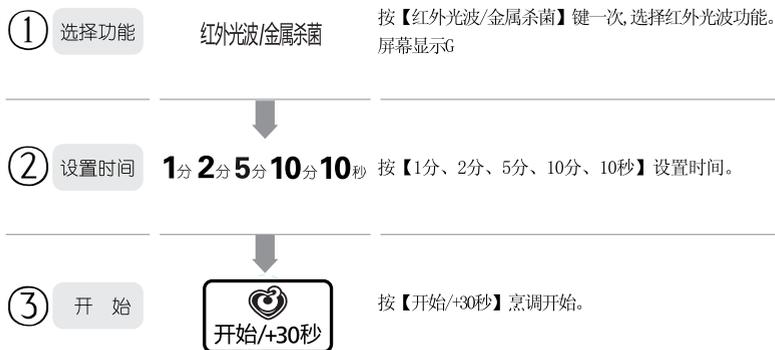 ① 选择功能
红外光波/金属杀菌
按【红外光波/金属杀菌】键一次,选择红外光波功能。
屏幕显示G
② 设置时间
1分 2分 5分 10分 10秒
按【1分、2分、5分、10分、10秒】设置时间。
③ 开 始
开始/+30秒
按【开始/+30秒】烹调开始。